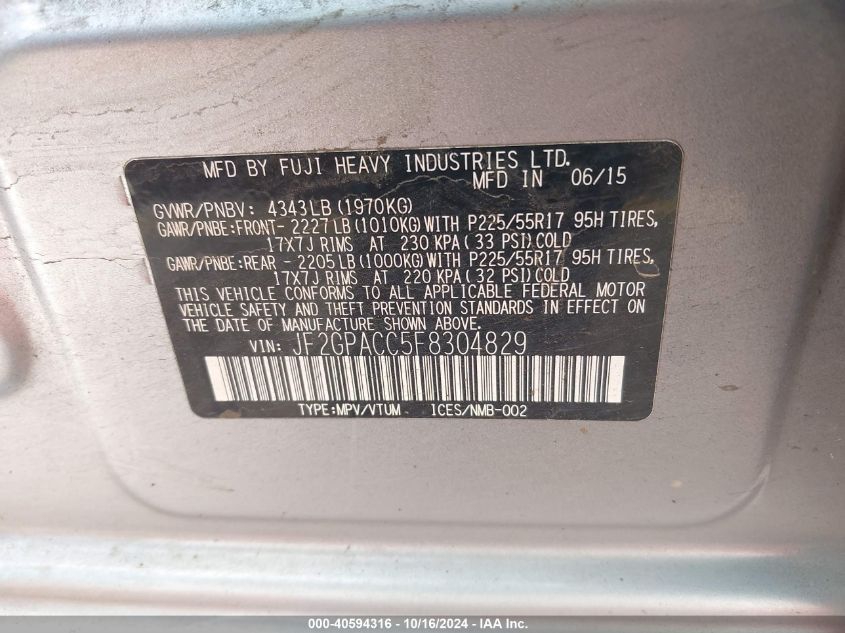 MFD BY FUJI HEAVY INDUSTRIES LTD.
MFD IN 06/15
GVWR/PNBV: 4343LB(1970KG)
GAWR/PNBE:FRONT-2227LB(1010KG)WITH P225/55R17 95H TIRES,
17X7J RIMS AT 230 KPA(33 PSI)COLD
GAWR/PNBE:REAR -2205LB(1000KG)WITH P225/55R17 95H TIRES,
17X7J RIMS AT 220 KPA(32 PSI)COLD
THIS VEHICLE CONFORMS TO ALL APPLICABLE FEDERAL MOTOR
VEHICLE SAFETY AND THEFT PREVENTION STANDARDS IN EFFECT ON
THE DATE OF MANUFACTURE SHOWN ABOVE.
VIN: JF2GPACC5F8304829
TYPE:MPV/VTUM ICES/NMB-002
000-40594316 - 10/16/2024 - IAA Inc.